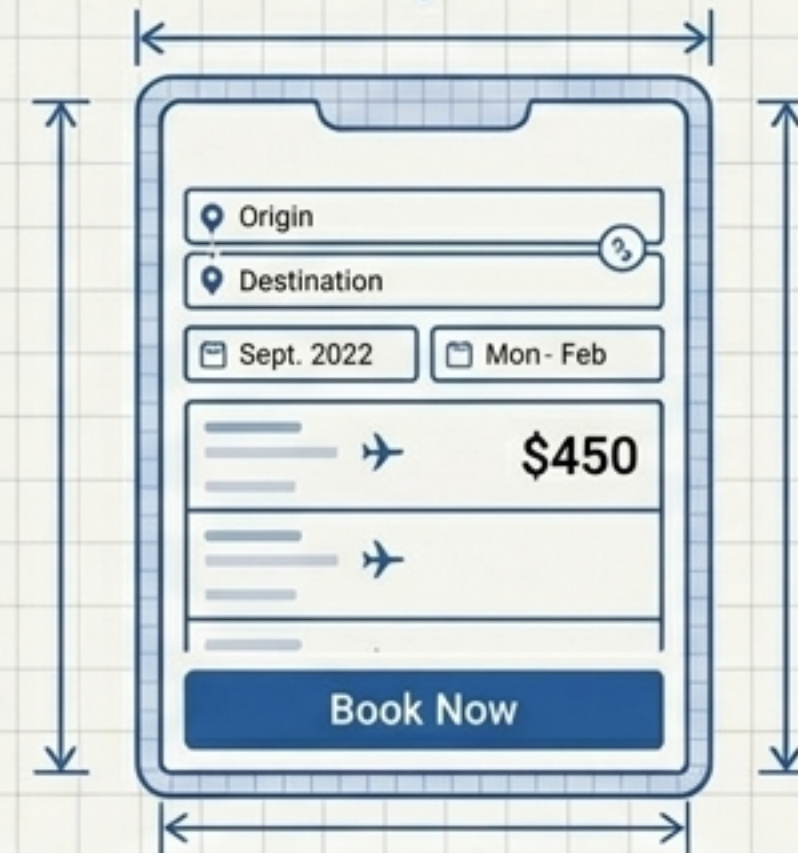 Origin
Destination
Sept. 2022
Mon- Feb
$450
Book Now